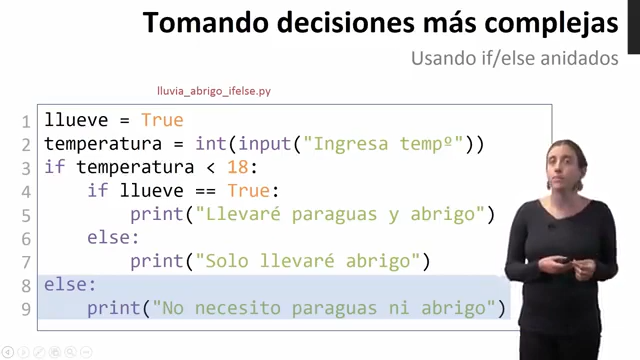 Tomando decisiones más complejas
Usando if/else anidados
lluvia_abrigo_ifelse.py
1 llueve = True
2 temperatura = int(input("Ingresa tempº"))
3 if temperatura < 18:
4     if llueve == True:
5         print("Llevaré paraguas y abrigo")
6     else:
7         print("Solo llevaré abrigo")
8 else:
9     print("No necesito paraguas ni abrigo")